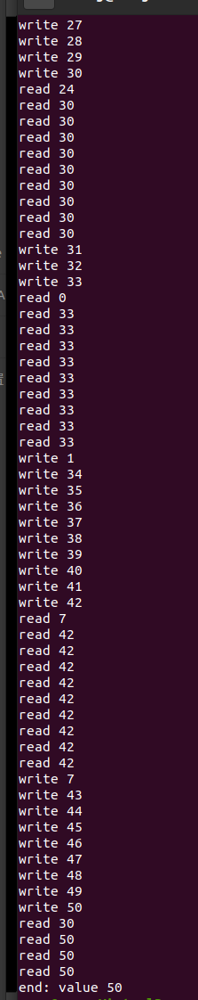 write 27
write 28
write 29
write 30
read 24
read 30
read 30
read 30
read 30
read 30
read 30
read 30
read 30
read 30
write 31
write 32
write 33
read 0
read 33
read 33
read 33
read 33
read 33
read 33
read 33
read 33
read 33
write 1
write 34
write 35
write 36
write 37
write 38
write 39
write 40
write 41
write 42
read 7
read 42
read 42
read 42
read 42
read 42
read 42
read 42
read 42
read 42
write 7
write 43
write 44
write 45
write 46
write 47
write 48
write 49
write 50
read 30
read 50
read 50
read 50
end: value 50